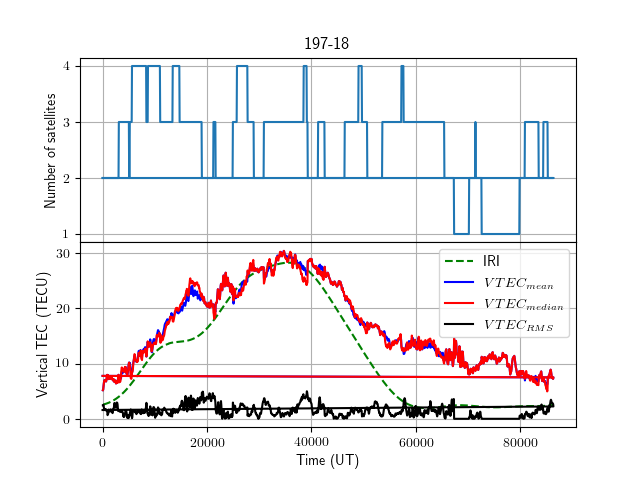 197-18
Number of satellites
4
3
2
1
Vertical TEC (TECU)
30
20
10
0
IRI
VTEC_mean
VTEC_median
VTEC_RMS
0 20000 40000 60000 80000
Time (UT)